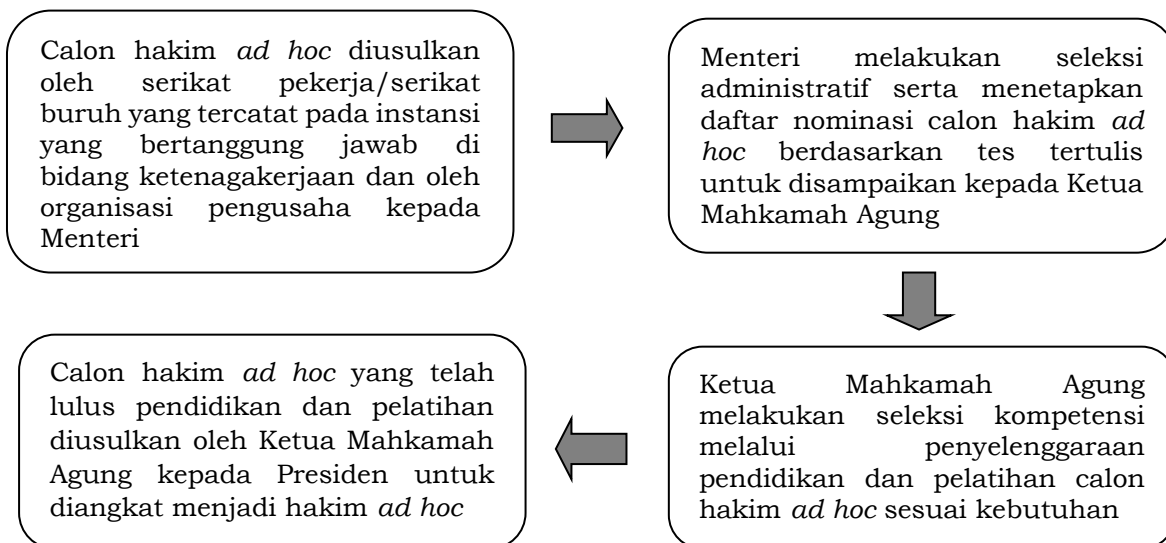 Calon hakim ad hoc diusulkan
oleh serikat pekerja/serikat
buruh yang tercatat pada instansi
yang bertanggung jawab di
bidang ketenagakerjaan dan oleh
organisasi pengusaha kepada
Menteri
Menteri melakukan seleksi
administratif serta menetapkan
daftar nominasi calon hakim ad
hoc berdasarkan tes tertulis
untuk disampaikan kepada Ketua
Mahkamah Agung
Ketua Mahkamah Agung
melakukan seleksi kompetensi
melalui penyelenggaraan
pendidikan dan pelatihan calon
hakim ad hoc sesuai kebutuhan
Calon hakim ad hoc yang telah
lulus pendidikan dan pelatihan
diusulkan oleh Ketua Mahkamah
Agung kepada Presiden untuk
diangkat menjadi hakim ad hoc